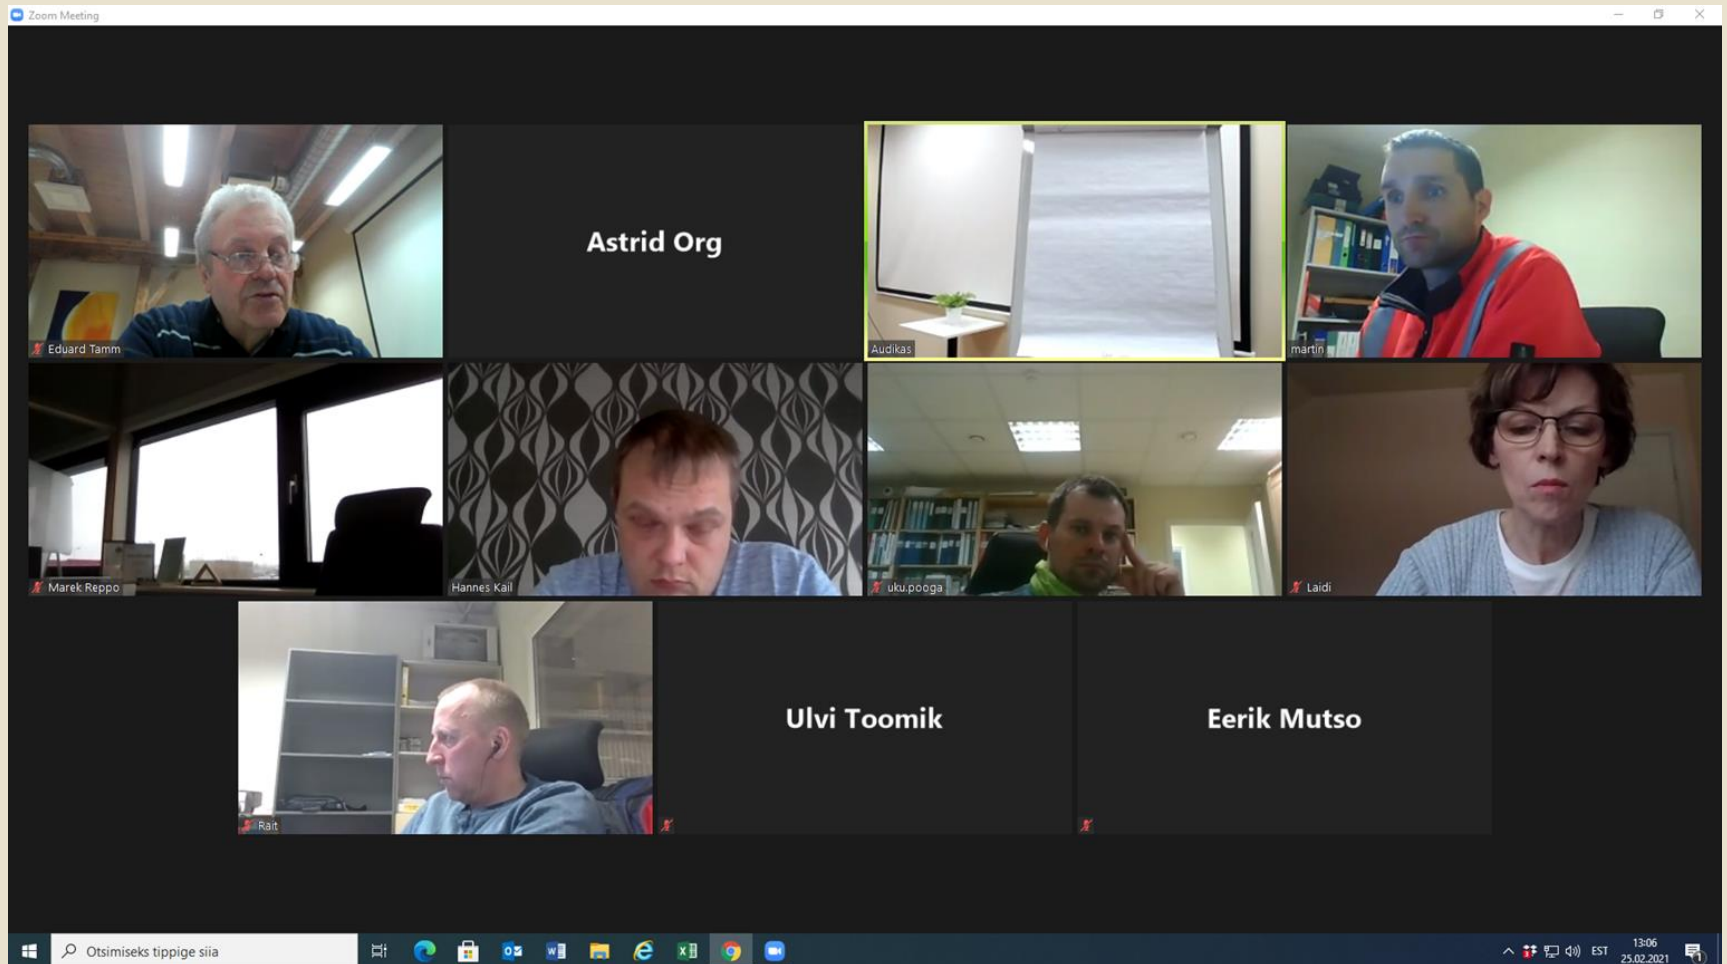 Zoom Meeting
Eduard Tamm
Astrid Org
Audikas
martin
Marek Reppo
Hannes Kail
uku.pooga
Laidi
Rait
Ulvi Toomik
Eerik Mutso
Otsimiseks tippige siia
EST
13:06
25.02.2021
1